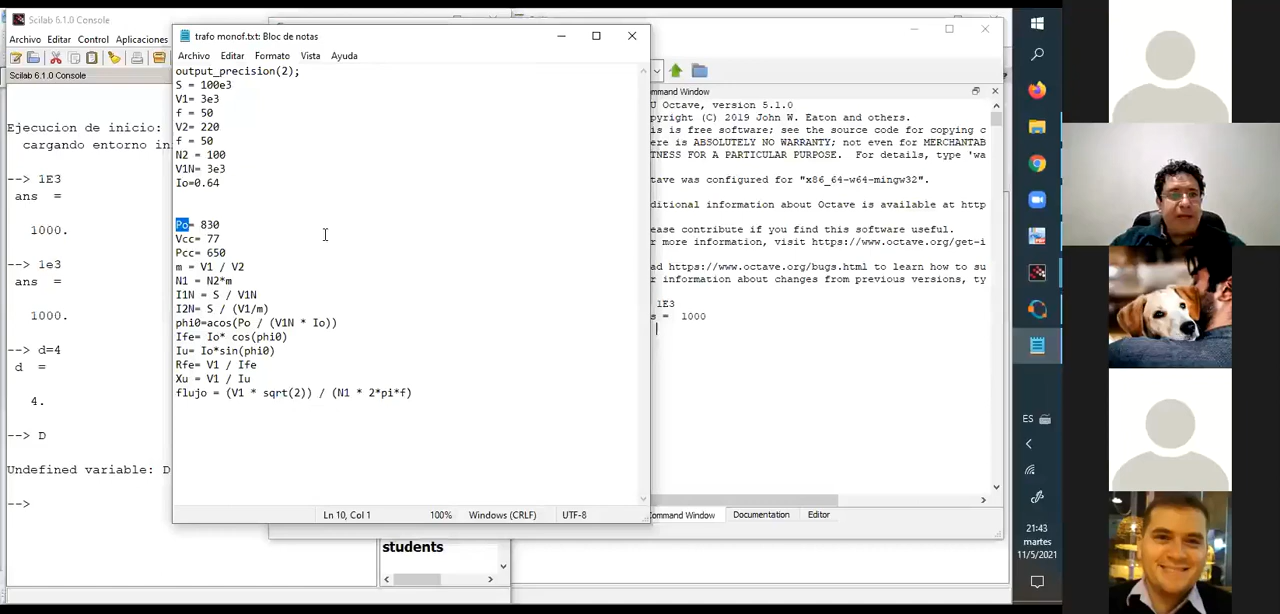 Scilab 6.1.0 Console
Archivo Editar Control Aplicaciones
Scilab 6.1.0 Console
Ejecucion de inicio:
cargando entorno in
--> 1E3
ans =
1000.
--> 1e3
ans =
1000.
--> d=4
d =
4.
--> D
Undefined variable: D
-->
trafo monof.txt: Bloc de notas
Archivo Editar Formato Vista Ayuda
output_precision(2);
S = 100e3
V1= 3e3
f = 50
V2= 220
f = 50
N2 = 100
V1N= 3e3
Io=0.64
Po= 830
Vcc= 77
Pcc= 650
m = V1 / V2
N1 = N2*m
I1N = S / V1N
I2N= S / (V1/m)
phi0=acos(Po / (V1N * Io))
Ife= Io* cos(phi0)
Iu= Io*sin(phi0)
Rfe= V1 / Ife
Xu = V1 / Iu
flujo = (V1 * sqrt(2)) / (N1 * 2*pi*f)
Ln 10, Col 1 100% Windows (CRLF) UTF-8
students
ommand Window
U Octave, version 5.1.0
pyright (C) 2019 John W. Eaton and others.
is is free software; see the source code for copying c
ere is ABSOLUTELY NO WARRANTY; not even for MERCHANTAB
TNESS FOR A PARTICULAR PURPOSE. For details, type 'wa
tave was configured for "x86_64-w64-mingw32".
ditional information about Octave is available at http
ease contribute if you find this software useful.
r more information, visit https://www.octave.org/get-i
ad https://www.octave.org/bugs.html to learn how to su
r information about changes from previous versions, ty
1E3
s = 1000
ommand Window Documentation Editor
ES
21:43
martes
11/5/2021